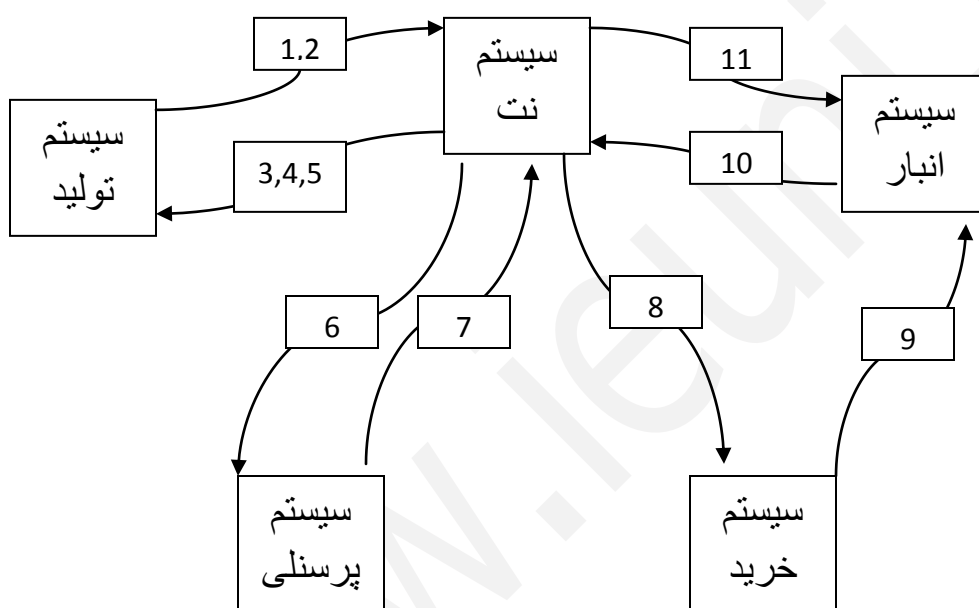 1,2
سیستم
نت
11
سیستم
انبار
سیستم
تولید
3,4,5
10
6
7
8
9
سیستم
پرسنلی
سیستم
خرید